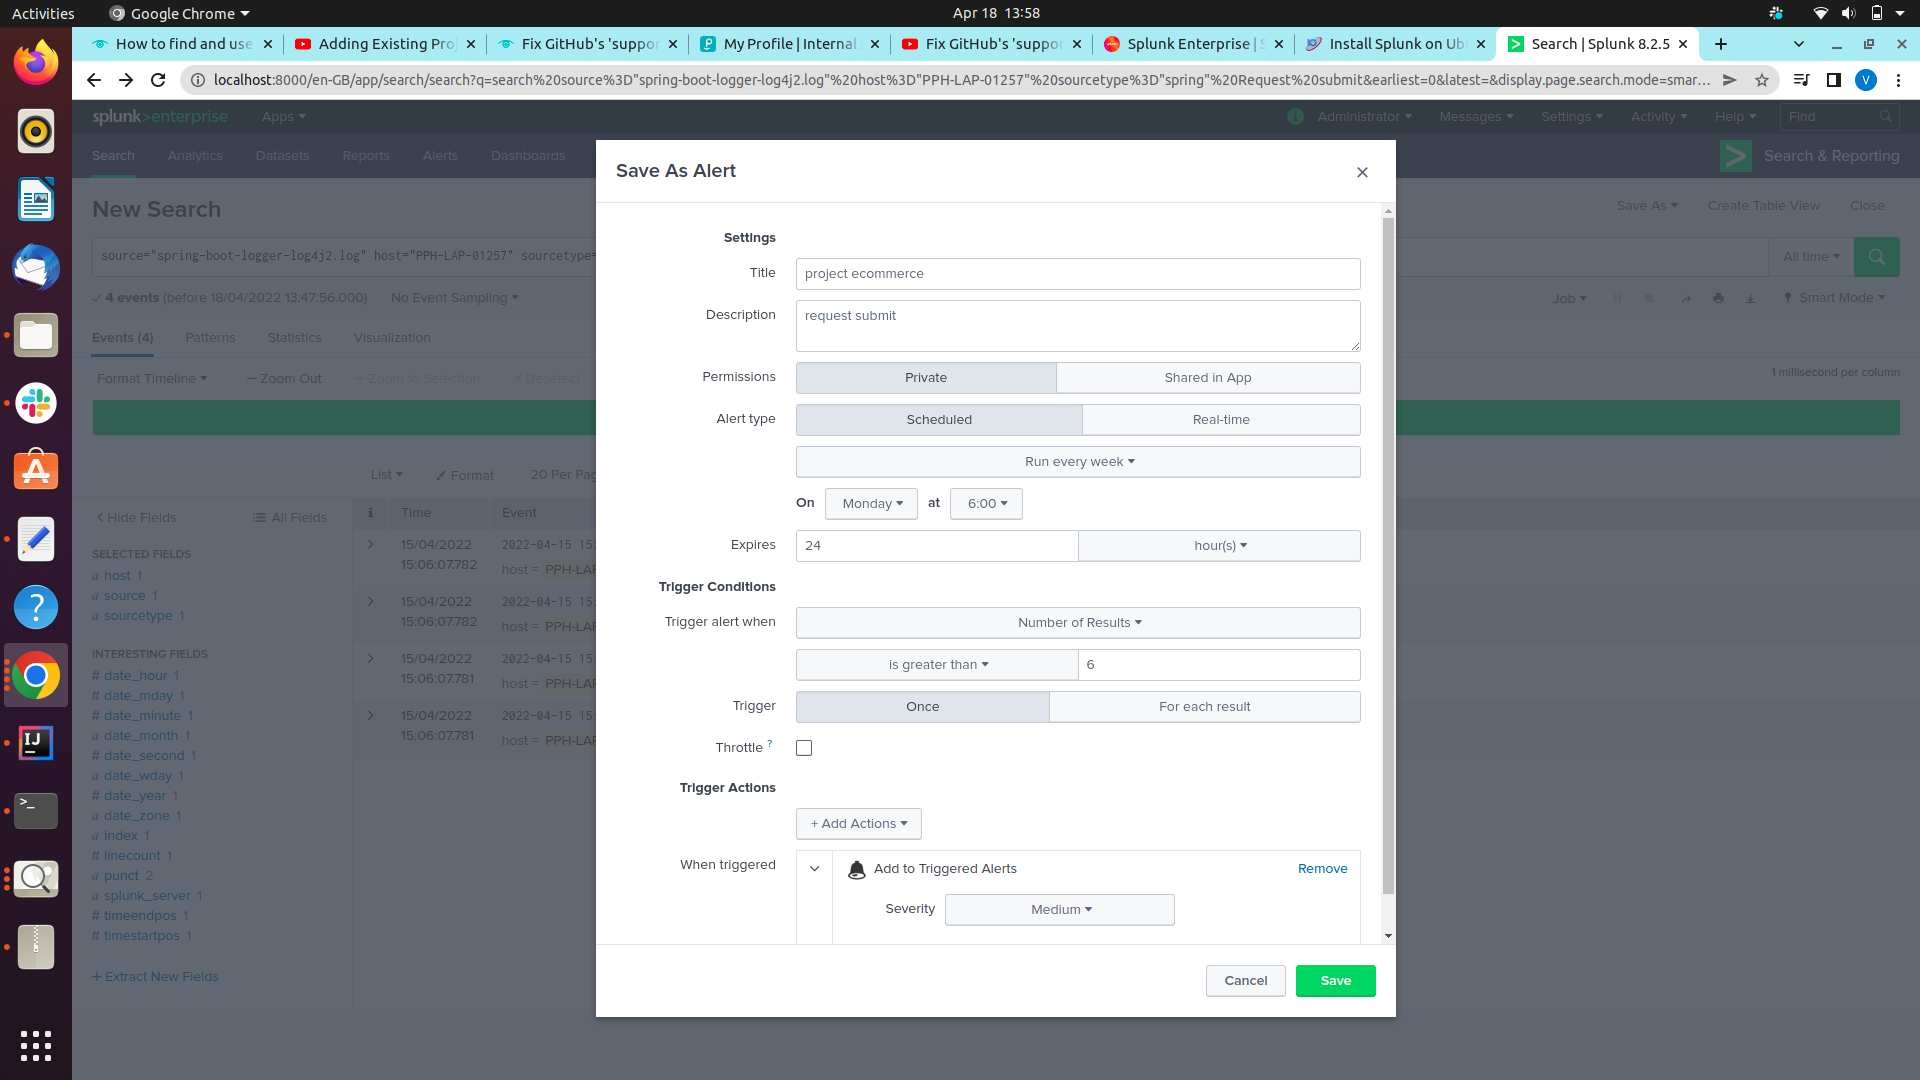 Activities
Google Chrome
Apr 18 13:58
How to find and use
Adding Existing Proj
Fix GitHub's 'suppor
My Profile | Internal
Fix GitHub's 'suppor
Splunk Enterprise | S
Install Splunk on Ub
Search | Splunk 8.2.5
localhost:8000/en-GB/app/search/search?q=search%20source%3D"spring-boot-logger-log4j2.log"%20host%3D"PPH-LAP-01257"%20sourcetype%3D"spring"%20Request%20submit&earliest=0&latest=&display.page.search.mode=smar...
V
splunk>enterprise
Apps
Administrator
Messages
Settings
Activity
Help
Find
Search
Analytics
Datasets
Reports
Alerts
Dashboards
Search & Reporting
New Search
Save As
Create Table View
Close
source="spring-boot-logger-log4j2.log" host="PPH-LAP-01257" sourcetype=
All time
4 events (before 18/04/2022 13:47:56.000)
No Event Sampling
Job
Smart Mode
Events (4)
Patterns
Statistics
Visualization
Format Timeline
— Zoom Out
+ Zoom to Selection
× Deselect
1 millisecond per column
List
Format
20 Per Pag
< Hide Fields
All Fields
i
Time
Event
SELECTED FIELDS
a host 1
a source 1
a sourcetype 1
INTERESTING FIELDS
# date_hour 1
# date_mday 1
# date_minute 1
a date_month 1
# date_second 1
a date_wday 1
# date_year 1
a date_zone 1
a index 1
# linecount 1
a punct 2
a splunk_server 1
# timeendpos 1
# timestartpos 1
+ Extract New Fields
15/04/2022
15:06:07.782
2022-04-15 15:
host = PPH-LAP
15/04/2022
15:06:07.782
2022-04-15 15:
host = PPH-LAP
15/04/2022
15:06:07.781
2022-04-15 15:
host = PPH-LAP
15/04/2022
15:06:07.781
2022-04-15 15:
host = PPH-LAP
Save As Alert
Settings
Title
project ecommerce
Description
request submit
Permissions
Private
Shared in App
Alert type
Scheduled
Real-time
Run every week
On Monday at 6:00
Expires
24
hour(s)
Trigger Conditions
Trigger alert when
Number of Results
is greater than
6
Trigger
Once
For each result
Throttle ?
Trigger Actions
+ Add Actions
When triggered
Add to Triggered Alerts
Remove
Severity
Medium
Cancel
Save